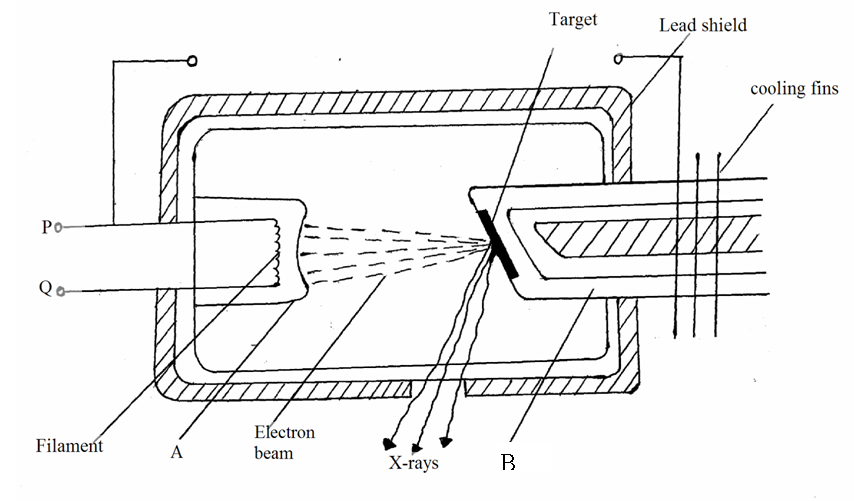 Target
Lead shield
cooling fins
P
Q
Filament
A
Electron
beam
X-rays
B